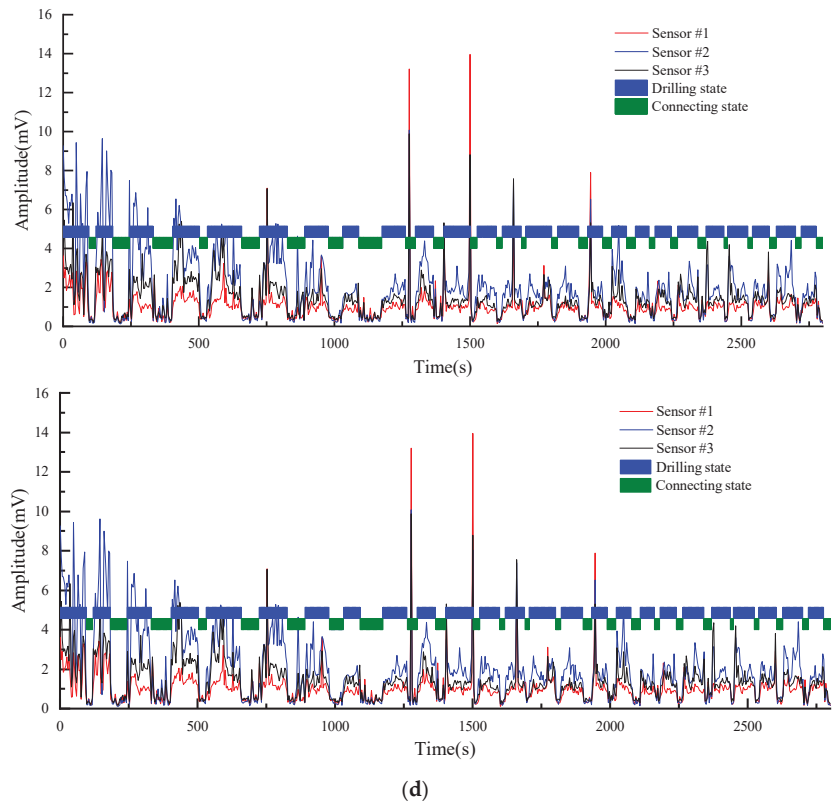 16
14
12
10
8
6
4
2
0
Amplitude(mV)
Sensor #1
Sensor #2
Sensor #3
Drilling state
Connecting state
0 500 1000 1500 2000 2500
Time(s)
16
14
12
10
8
6
4
2
0
Amplitude(mV)
Sensor #1
Sensor #2
Sensor #3
Drilling state
Connecting state
0 500 1000 1500 2000 2500
Time(s)
(d)